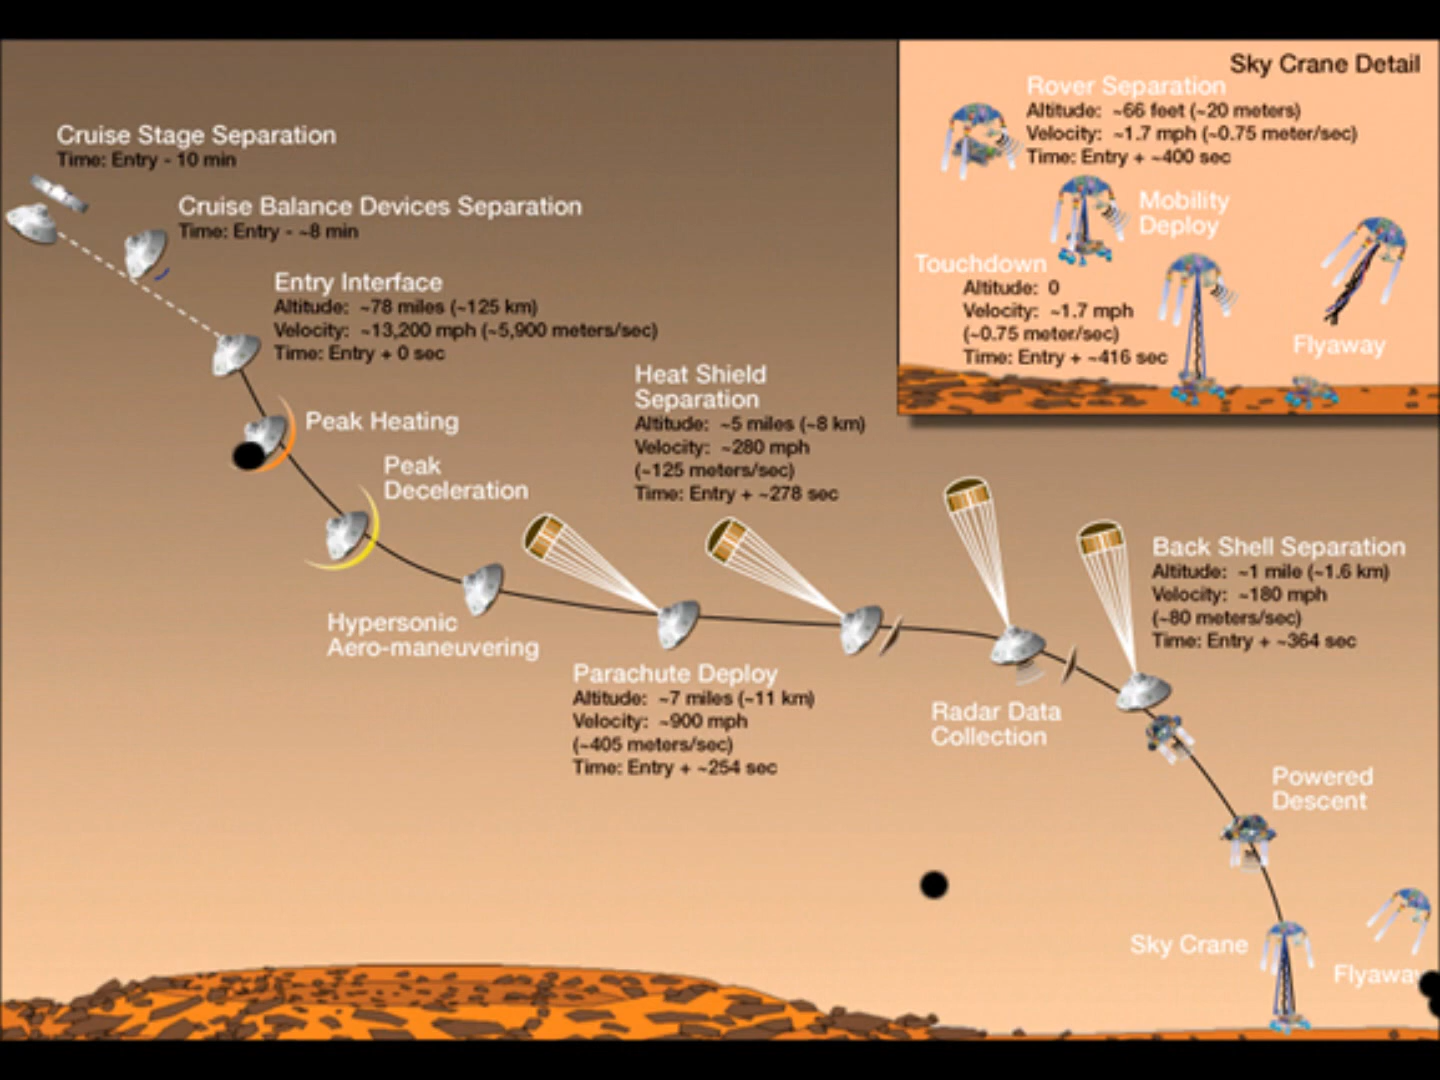 Sky Crane Detail
Rover Separation
Altitude: ~66 feet (~20 meters)
Velocity: ~1.7 mph (~0.75 meter/sec)
Time: Entry + ~400 sec
Mobility
Deploy
Touchdown
Altitude: 0
Velocity: ~1.7 mph
(~0.75 meter/sec)
Time: Entry + ~416 sec
Flyaway
Cruise Stage Separation
Time: Entry - 10 min
Cruise Balance Devices Separation
Time: Entry - ~8 min
Entry Interface
Altitude: ~78 miles (~125 km)
Velocity: ~13,200 mph (~5,900 meters/sec)
Time: Entry + 0 sec
Peak Heating
Peak
Deceleration
Hypersonic
Aero-maneuvering
Heat Shield
Separation
Altitude: ~5 miles (~8 km)
Velocity: ~280 mph
(~125 meters/sec)
Time: Entry + ~278 sec
Parachute Deploy
Altitude: ~7 miles (~11 km)
Velocity: ~900 mph
(~405 meters/sec)
Time: Entry + ~254 sec
Radar Data
Collection
Back Shell Separation
Altitude: ~1 mile (~1.6 km)
Velocity: ~180 mph
(~80 meters/sec)
Time: Entry + ~364 sec
Powered
Descent
Sky Crane
Flyaway